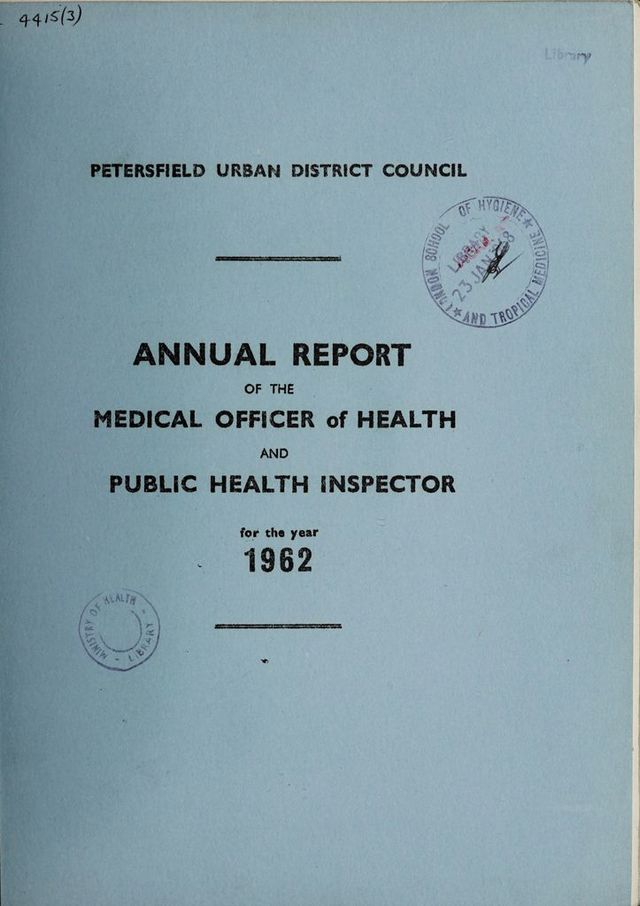 4415(3)
Library
PETERSFIELD URBAN DISTRICT COUNCIL
LONDON SCHOOL OF HYGIENE
AND TROPICAL MEDICINE
LIBRARY
23 JAN
ANNUAL REPORT
OF THE
MEDICAL OFFICER of HEALTH
AND
PUBLIC HEALTH INSPECTOR
for the year
1962
MINISTRY OF HEALTH - LIBRARY -